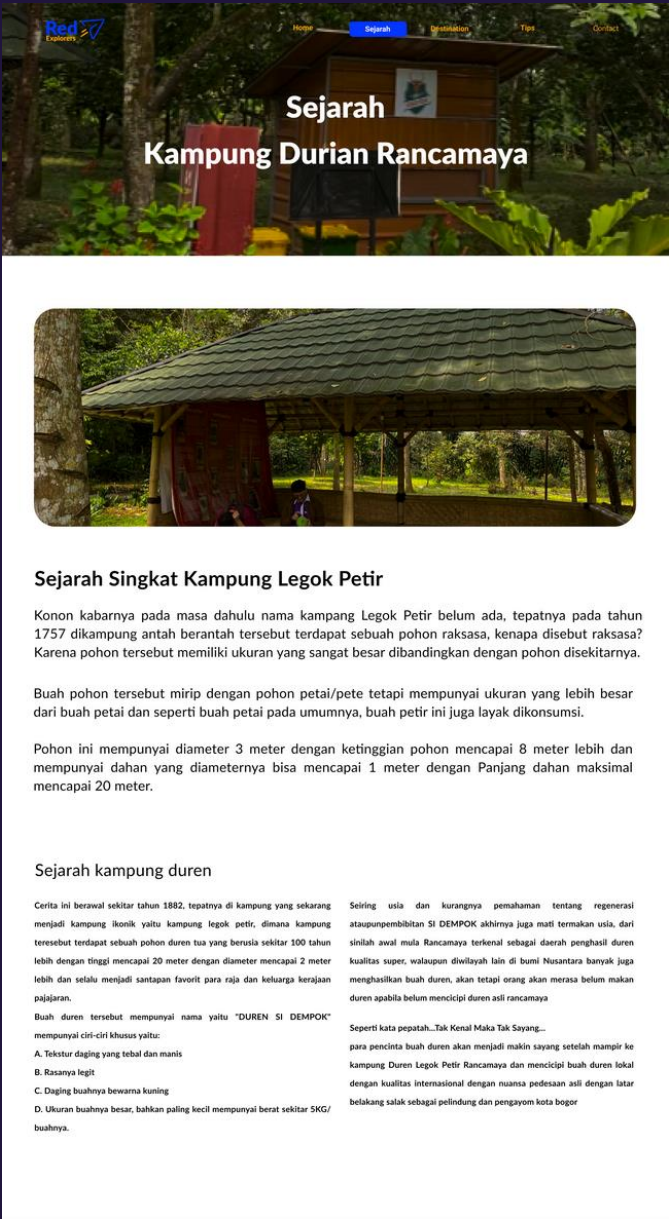 Red
Explorers
Home
Sejarah
Destination
Tips
Contact
Sejarah
Kampung Durian Rancamaya
Sejarah Singkat Kampung Legok Petir
Konon kabarnya pada masa dahulu nama kampang Legok Petir belum ada, tepatnya pada tahun
1757 dikampung antah berantah tersebut terdapat sebuah pohon raksasa, kenapa disebut raksasa?
Karena pohon tersebut memiliki ukuran yang sangat besar dibandingkan dengan pohon disekitarnya.
Buah pohon tersebut mirip dengan pohon petai/pete tetapi mempunyai ukuran yang lebih besar
dari buah petai dan seperti buah petai pada umumnya, buah petir ini juga layak dikonsumsi.
Pohon ini mempunyai diameter 3 meter dengan ketinggian pohon mencapai 8 meter lebih dan
mempunyai dahan yang diameternya bisa mencapai 1 meter dengan Panjang dahan maksimal
mencapai 20 meter.
Sejarah kampung duren
Cerita ini berawal sekitar tahun 1882, tepatnya di kampung yang sekarang
menjadi kampung ikonik yaitu kampung legok petir, dimana kampung
teresebut terdapat sebuah pohon duren tua yang berusia sekitar 100 tahun
lebih dengan tinggi mencapai 20 meter dengan diameter mencapai 2 meter
lebih dan selalu menjadi santapan favorit para raja dan keluarga kerajaan
pajajaran.
Buah duren tersebut mempunyai nama yaitu "DUREN SI DEMPOK"
mempunyai ciri-ciri khusus yaitu:
A. Tekstur daging yang tebal dan manis
B. Rasanya legit
C. Daging buahnya bewarna kuning
D. Ukuran buahnya besar, bahkan paling kecil mempunyai berat sekitar 5KG/
buahnya.
Seiring usia dan kurangnya pemahaman tentang regenerasi
ataupunpembibitan SI DEMPOK akhirnya juga mati termakan usia, dari
sinilah awal mula Rancamaya terkenal sebagai daerah penghasil duren
kualitas super, walaupun diwilayah lain di bumi Nusantara banyak juga
menghasilkan buah duren, akan tetapi orang akan merasa belum makan
duren apabila belum mencicipi duren asli rancamaya
Seperti kata pepatah...Tak Kenal Maka Tak Sayang...
para pencinta buah duren akan menjadi makin sayang setelah mampir ke
kampung Duren Legok Petir Rancamaya dan mencicipi buah duren lokal
dengan kualitas internasional dengan nuansa pedesaan asli dengan latar
belakang salak sebagai pelindung dan pengayom kota bogor